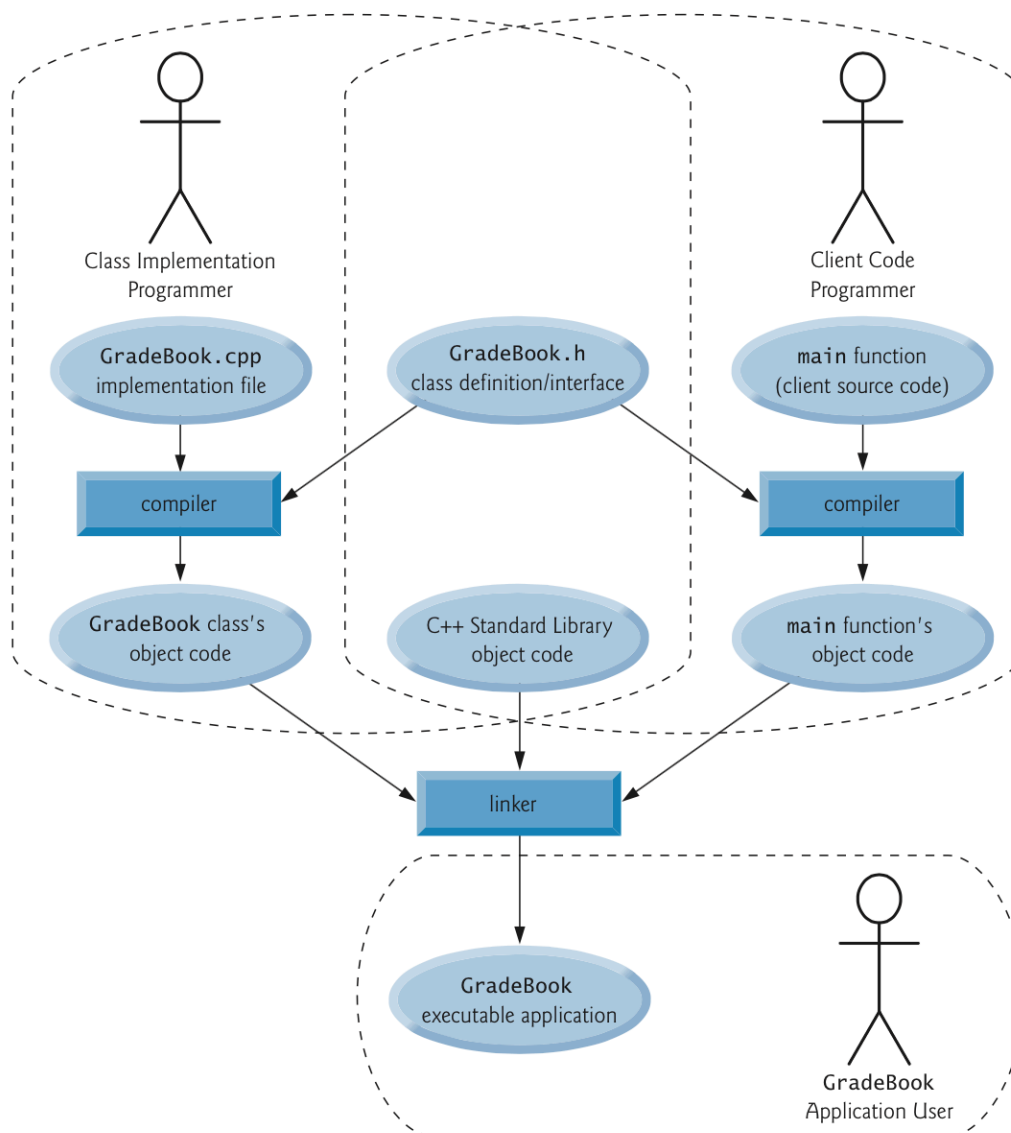 Class Implementation
Programmer
Client Code
Programmer
GradeBook.cpp
implementation file
GradeBook.h
class definition/interface
main function
(client source code)
compiler
compiler
GradeBook class's
object code
C++ Standard Library
object code
main function's
object code
linker
GradeBook
executable application
GradeBook
Application User